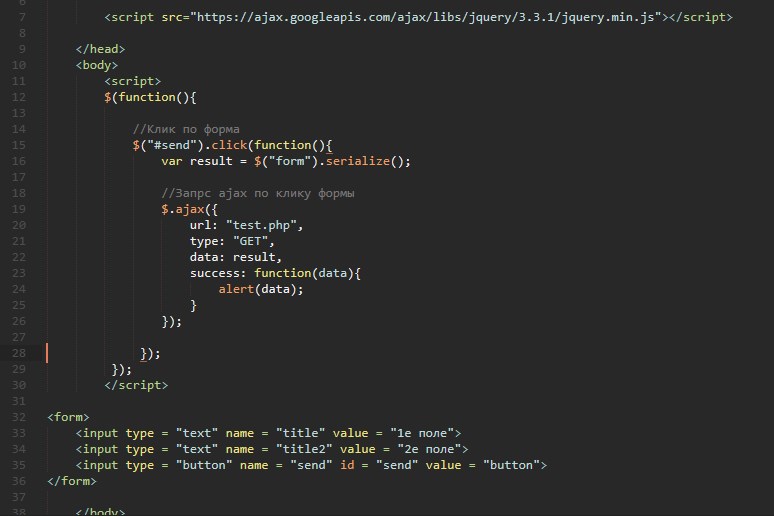 6
7 <script src="https://ajax.googleapis.com/ajax/libs/jquery/3.3.1/jquery.min.js"></script>
8
9 </head>
10 <body>
11 <script>
12 $(function(){
13
14 //Клик по форма
15 $("#send").click(function(){
16 var result = $("form").serialize();
17
18 //Запрс ajax по клику формы
19 $.ajax({
20 url: "test.php",
21 type: "GET",
22 data: result,
23 success: function(data){
24 alert(data);
25 }
26 });
27
28 });
29 });
30 </script>
31
32 <form>
33 <input type = "text" name = "title" value = "1е поле">
34 <input type = "text" name = "title2" value = "2е поле">
35 <input type = "button" name = "send" id = "send" value = "button">
36 </form>
37
38 </body>